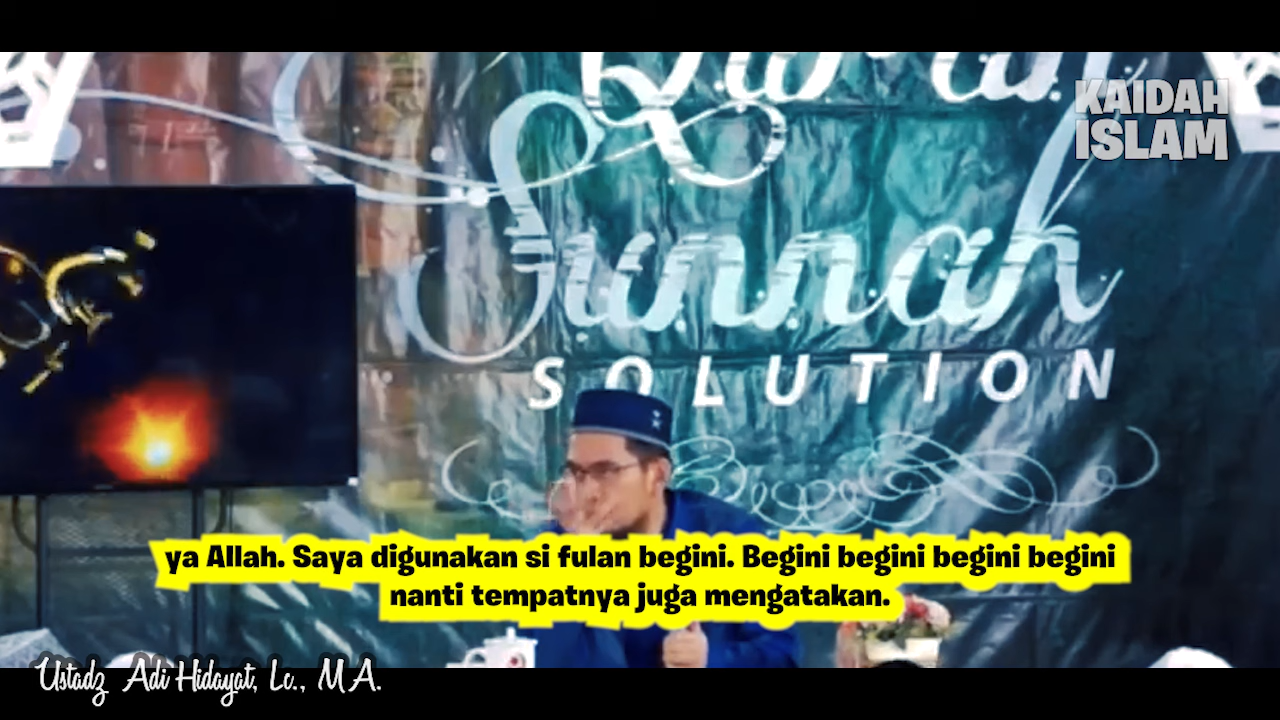 Sunnah
SOLUTION
KAIDAH
ISLAM
ya Allah. Saya digunakan si fulan begini. Begini begini begini begini
nanti tempatnya juga mengatakan.
Ustadz Adi Hidayat, Lc., M.A.